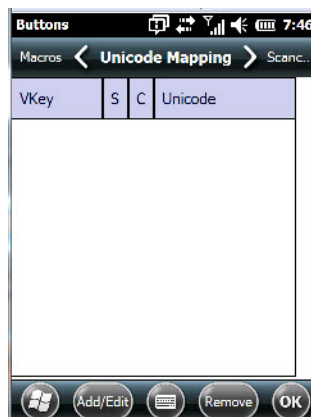 Buttons 7:46
Macros Unicode Mapping Scanc...
VKey S C Unicode
Add/Edit Remove OK